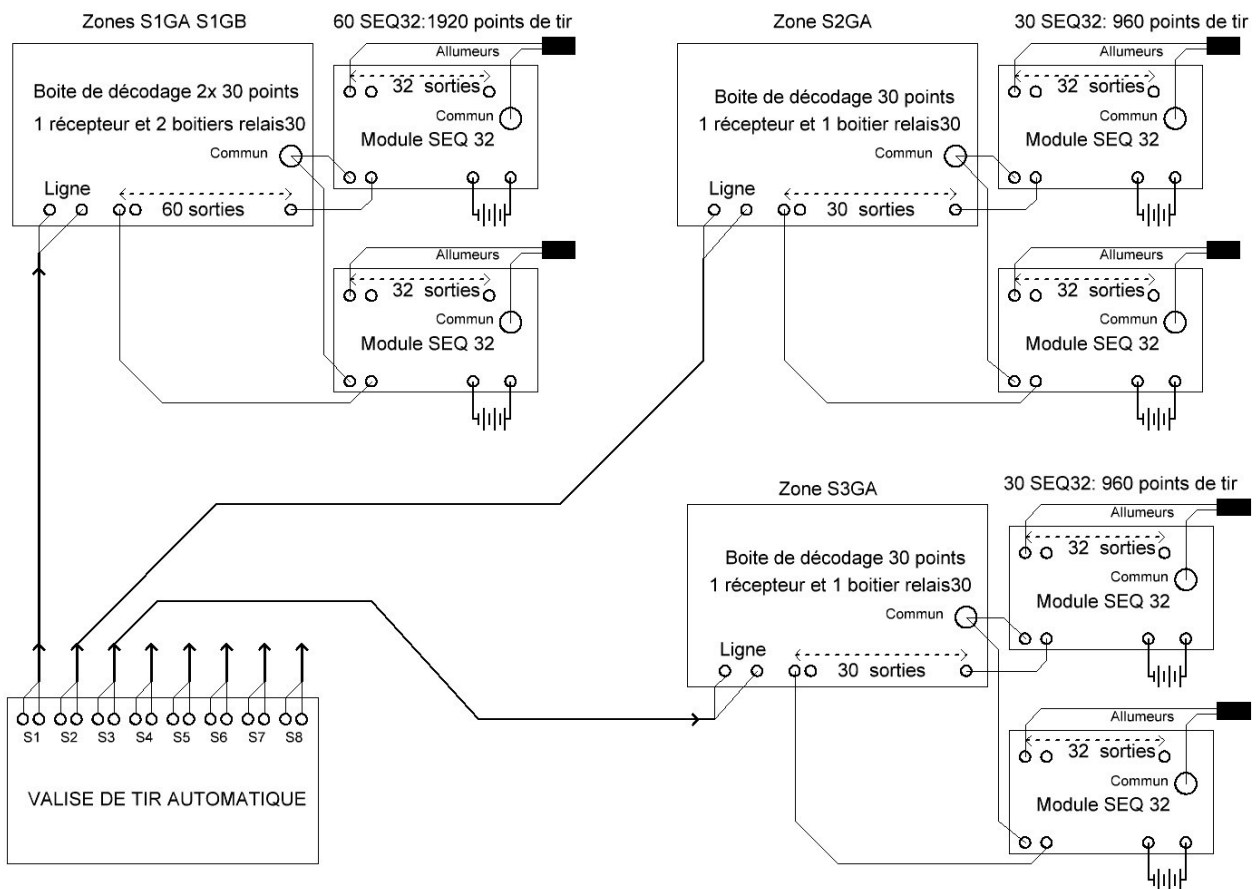 Zones S1GA S1GB
60 SEQ32:1920 points de tir
Allumeurs
Boite de décodage 2x 30 points
1 récepteur et 2 boitiers relais30
Commun
Ligne
60 sorties
32 sorties
Commun
Module SEQ 32
Allumeurs
32 sorties
Commun
Module SEQ 32
Zone S2GA
30 SEQ32: 960 points de tir
Allumeurs
Boite de décodage 30 points
1 récepteur et 1 boitier relais30
Commun
Ligne
30 sorties
32 sorties
Commun
Module SEQ 32
Allumeurs
32 sorties
Commun
Module SEQ 32
Zone S3GA
30 SEQ32: 960 points de tir
Allumeurs
Boite de décodage 30 points
1 récepteur et 1 boitier relais30
Commun
Ligne
30 sorties
32 sorties
Commun
Module SEQ 32
Allumeurs
32 sorties
Commun
Module SEQ 32
S1 S2 S3 S4 S5 S6 S7 S8
VALISE DE TIR AUTOMATIQUE